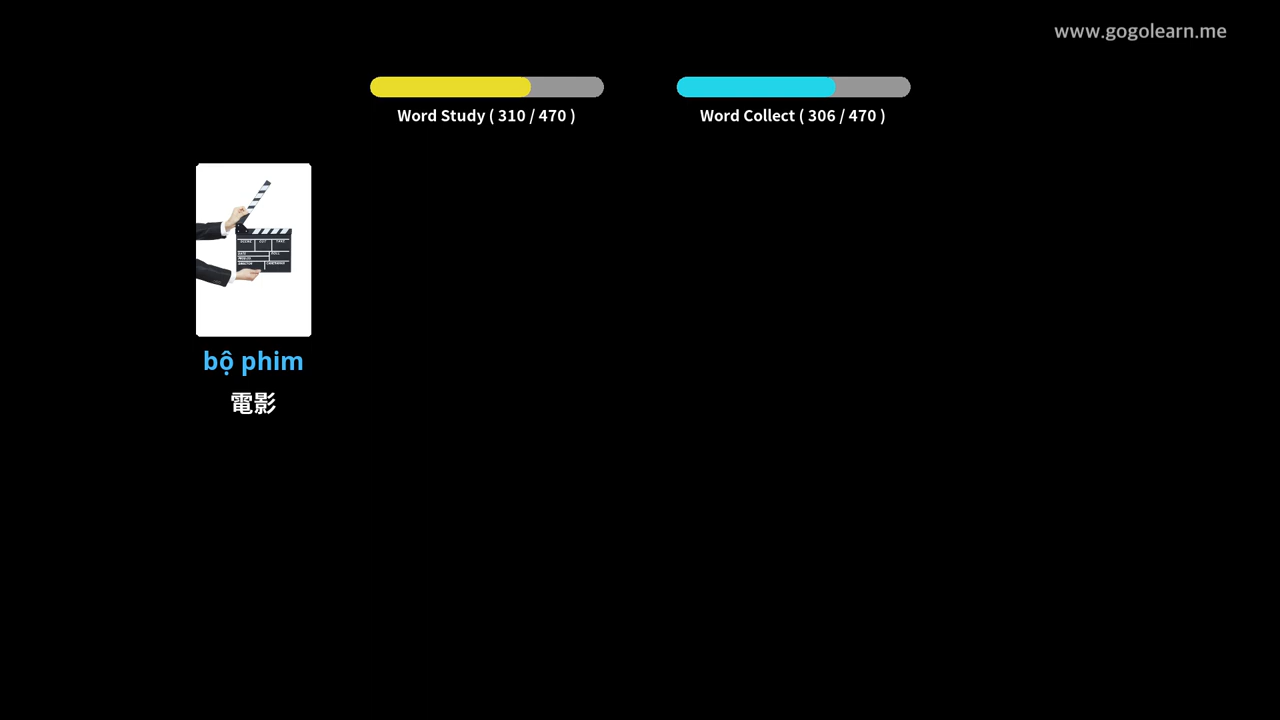 www.gogolearn.me
Word Study ( 310 / 470 )
Word Collect ( 306 / 470 )
bộ phim
電影